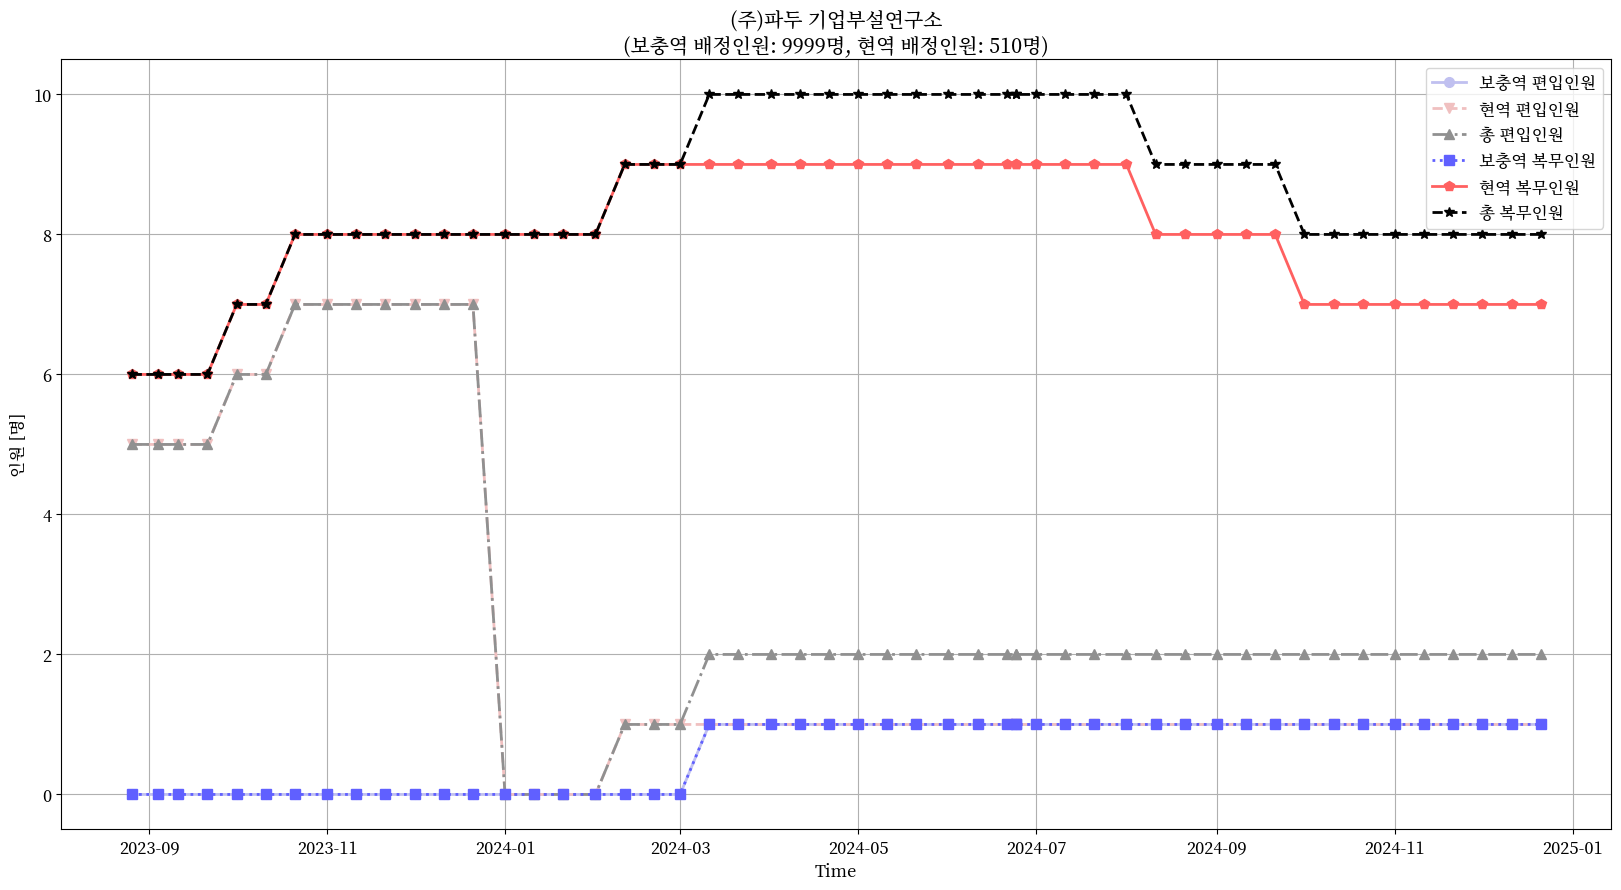 (주)파두 기업부설연구소
(보충역 배정인원: 9999명, 현역 배정인원: 510명)
보충역 편입인원
현역 편입인원
총 편입인원
보충역 복무인원
현역 복무인원
총 복무인원
인원 [명]
10
8
6
4
2
0
2023-09
2023-11
2024-01
2024-03
2024-05
2024-07
2024-09
2024-11
2025-01
Time